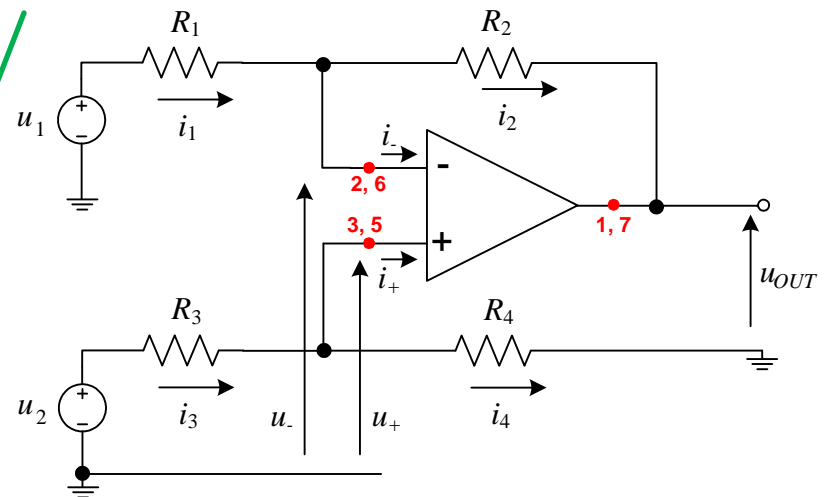 R1
R2
u1
+
−
i1
i2
i-
2, 6
-
3, 5
+
1, 7
i+
uOUT
R3
R4
u2
+
−
i3
u-
u+
i4